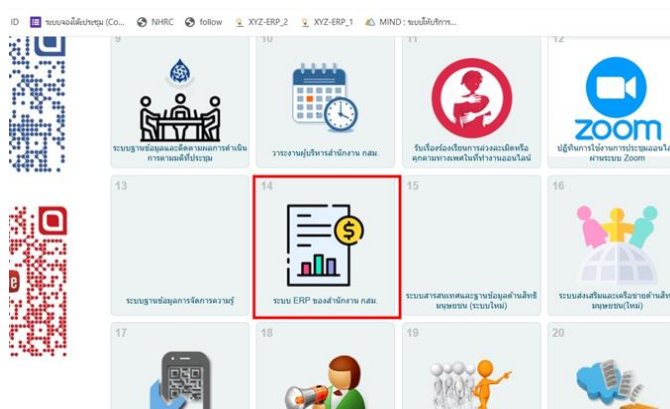 ID ระบบจองโต๊ะประชุม (Co... NHRC follow XYZ-ERP_2 XYZ-ERP_1 MIND : ระบบให้บริการ...
9 10 11 12
zoom
ระบบฐานข้อมูลและติดตามผลการดำเนิน
การตามมติที่ประชุม
วาระงานผู้บริหารสำนักงาน กสม.
รับเรื่องร้องเรียนการล่วงละเมิดหรือ
คุกคามทางเพศในที่ทำงานออนไลน์
ปฏิทินการใช้งานการประชุมออนไล
ผ่านระบบ Zoom
13 14 15 16
ระบบฐานข้อมูลการจัดการความรู้
ระบบ ERP ของสำนักงาน กสม.
ระบบสารสนเทศและฐานข้อมูลด้านสิทธิ
มนุษยชน (ระบบใหม่)
ระบบส่งเสริมและเครือข่ายด้านสิท
มนุษยชน(ใหม่)
17 18 19 20